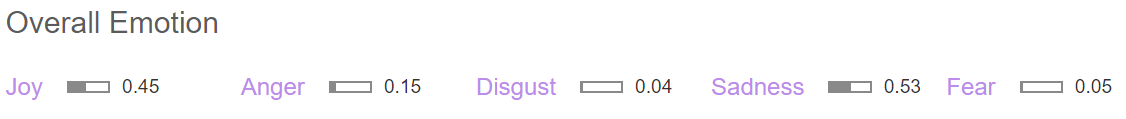 Overall Emotion
Joy 0.45 Anger 0.15 Disgust 0.04 Sadness 0.53 Fear 0.05